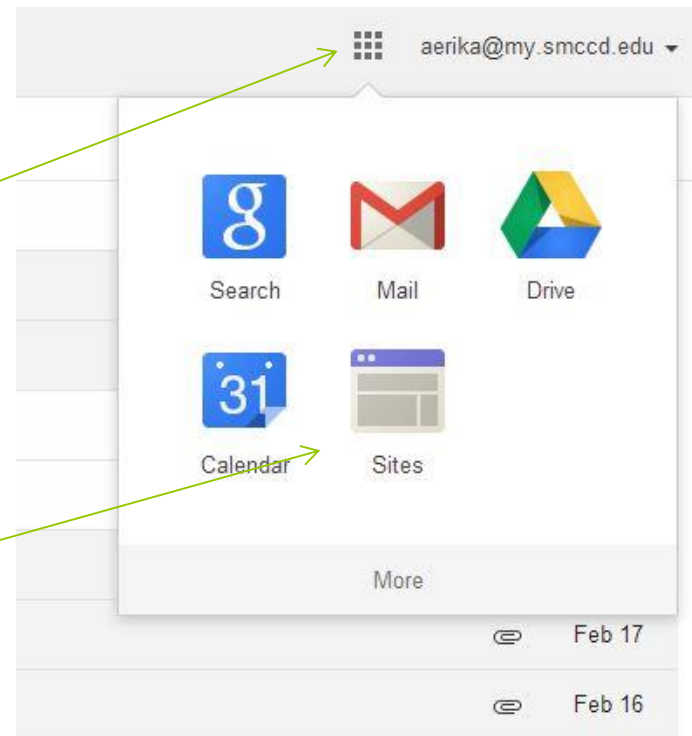 aerika@my.smccd.edu
g
Search Mail Drive
31
Calendar Sites
More
Feb 17
Feb 16